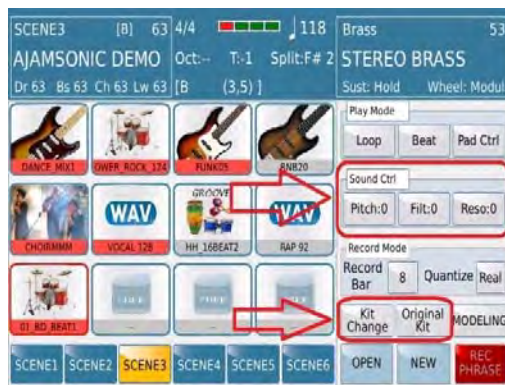 SCENE3 [B] 63 4/4 118 Brass 53
AJAMSONIC DEMO Oct:-- T:-1 Split:F# 2 STEREO BRASS
Dr 63 Bs 63 Ch 63 Lw 63 [B (3,5) ] Sust: Hold Wheel: Modul
Play Mode
Loop Beat Pad Ctrl
DANCE_MIX1 OWER_ROCK_174 FUNK05 RNB20
Sound Ctrl
Pitch:0 Filt:0 Reso:0
GROOVE
WAV WAV
CHOIRMMM VOCAL 128 HH_16BEAT2 RAP 92
Record Mode
Record Bar 8 Quantize Real
Kit Change Original Kit MODELING
01_BD_BEAT1
SCENE1 SCENE2 SCENE3 SCENE4 SCENE5 SCENE6 OPEN NEW REC PHRASE